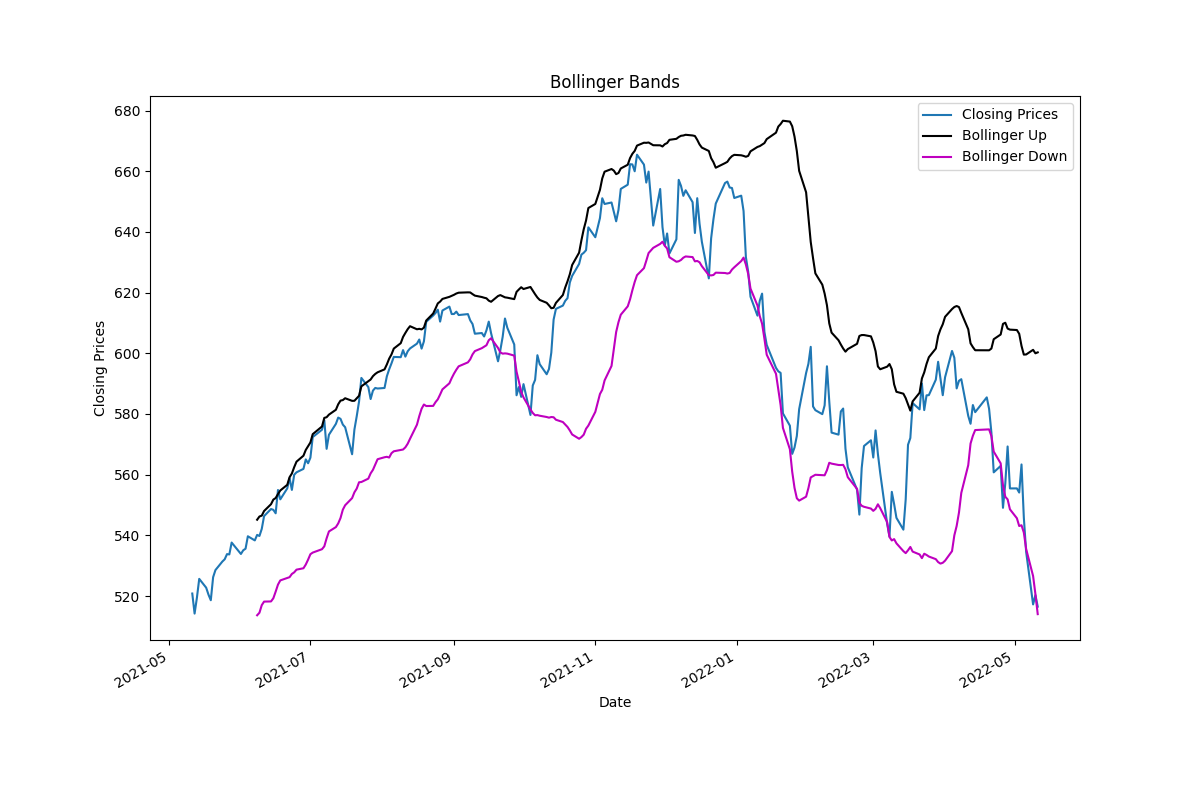 Bollinger Bands
Closing Prices
Bollinger Up
Bollinger Down
Closing Prices
680
660
640
620
600
580
560
540
520
2021-05
2021-07
2021-09
2021-11
2022-01
2022-03
2022-05
Date